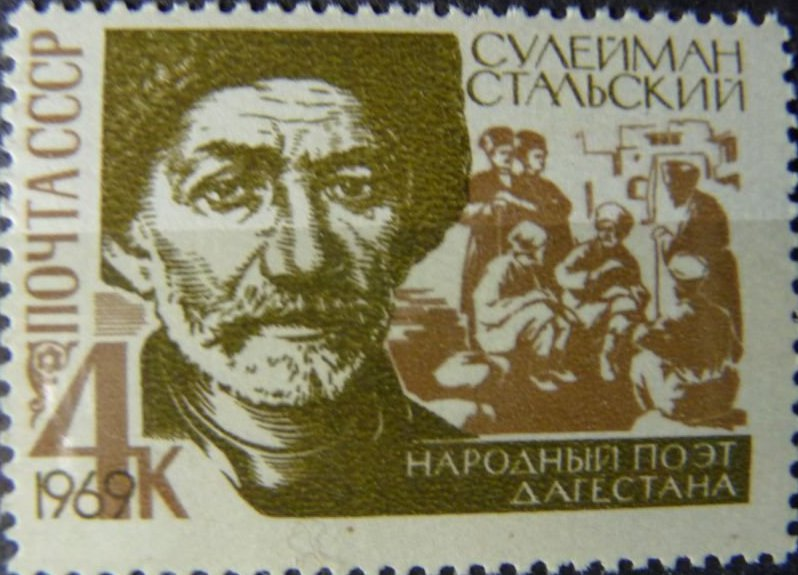 СУЛЕЙМАН
СТАЛЬСКИЙ
ПОЧТА СССР
4К
1969
НАРОДНЫЙ ПОЭТ
ДАГЕСТАНА